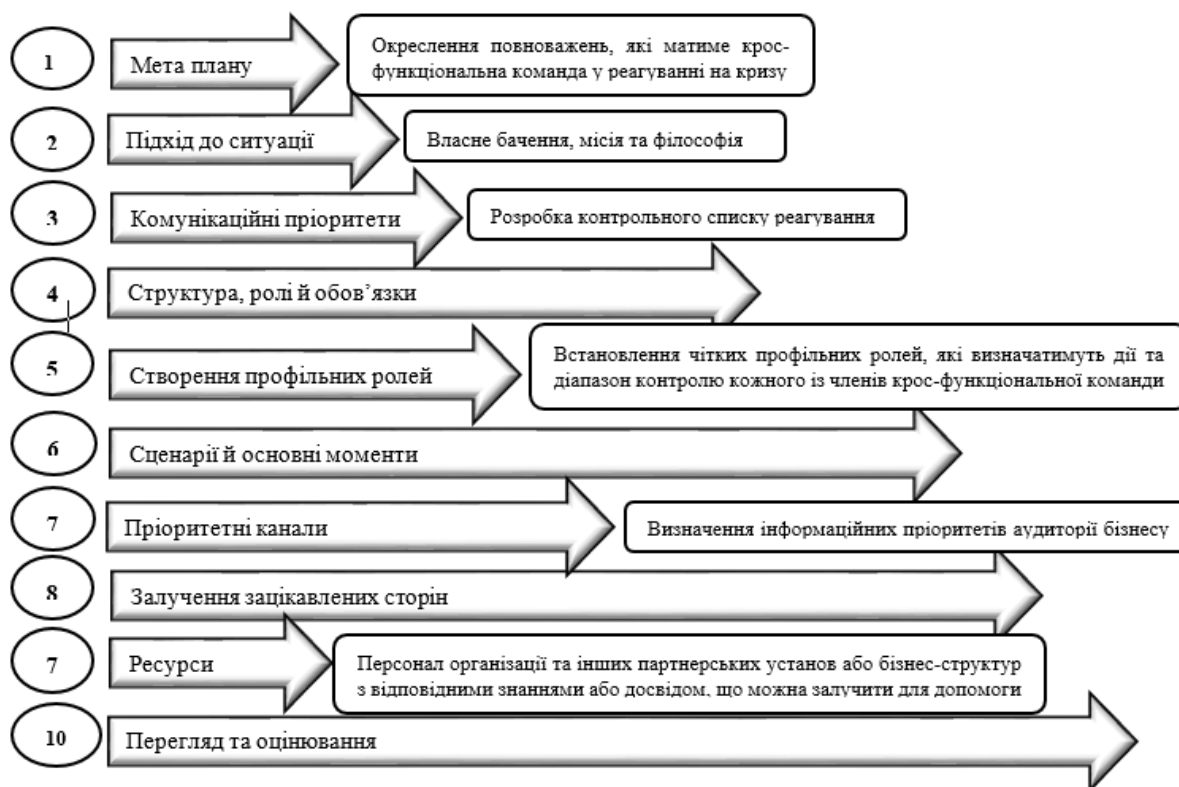 1
Мета плану
Окреслення повноважень, які матиме крос-
функціональна команда у реагуванні на кризу
2
Підхід до ситуації
Власне бачення, місія та філософія
3
Комунікаційні пріоритети
Розробка контрольного списку реагування
4
Структура, ролі й обов’язки
5
Створення профільних ролей
Встановлення чітких профільних ролей, які визначатимуть дії та
діапазон контролю кожного із членів крос-функціональної команди
6
Сценарії й основні моменти
7
Пріоритетні канали
Визначення інформаційних пріоритетів аудиторії бізнесу
8
Залучення зацікавлених сторін
7
Ресурси
Персонал організації та інших партнерських установ або бізнес-структур
з відповідними знаннями або досвідом, що можна залучити для допомоги
10
Перегляд та оцінювання